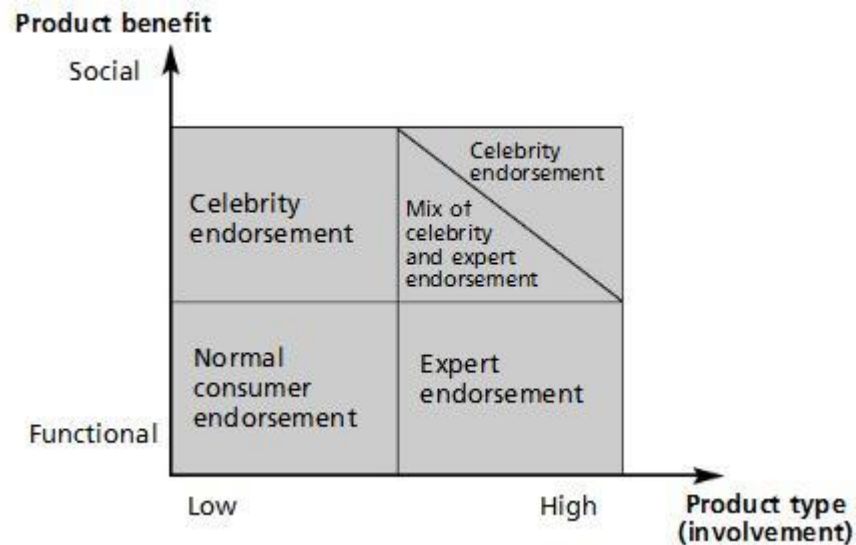 Product benefit
Social
Celebrity
endorsement
Celebrity
endorsement
Mix of
celebrity
and expert
endorsement
Normal
consumer
endorsement
Expert
endorsement
Functional
Low
High
Product type
(involvement)